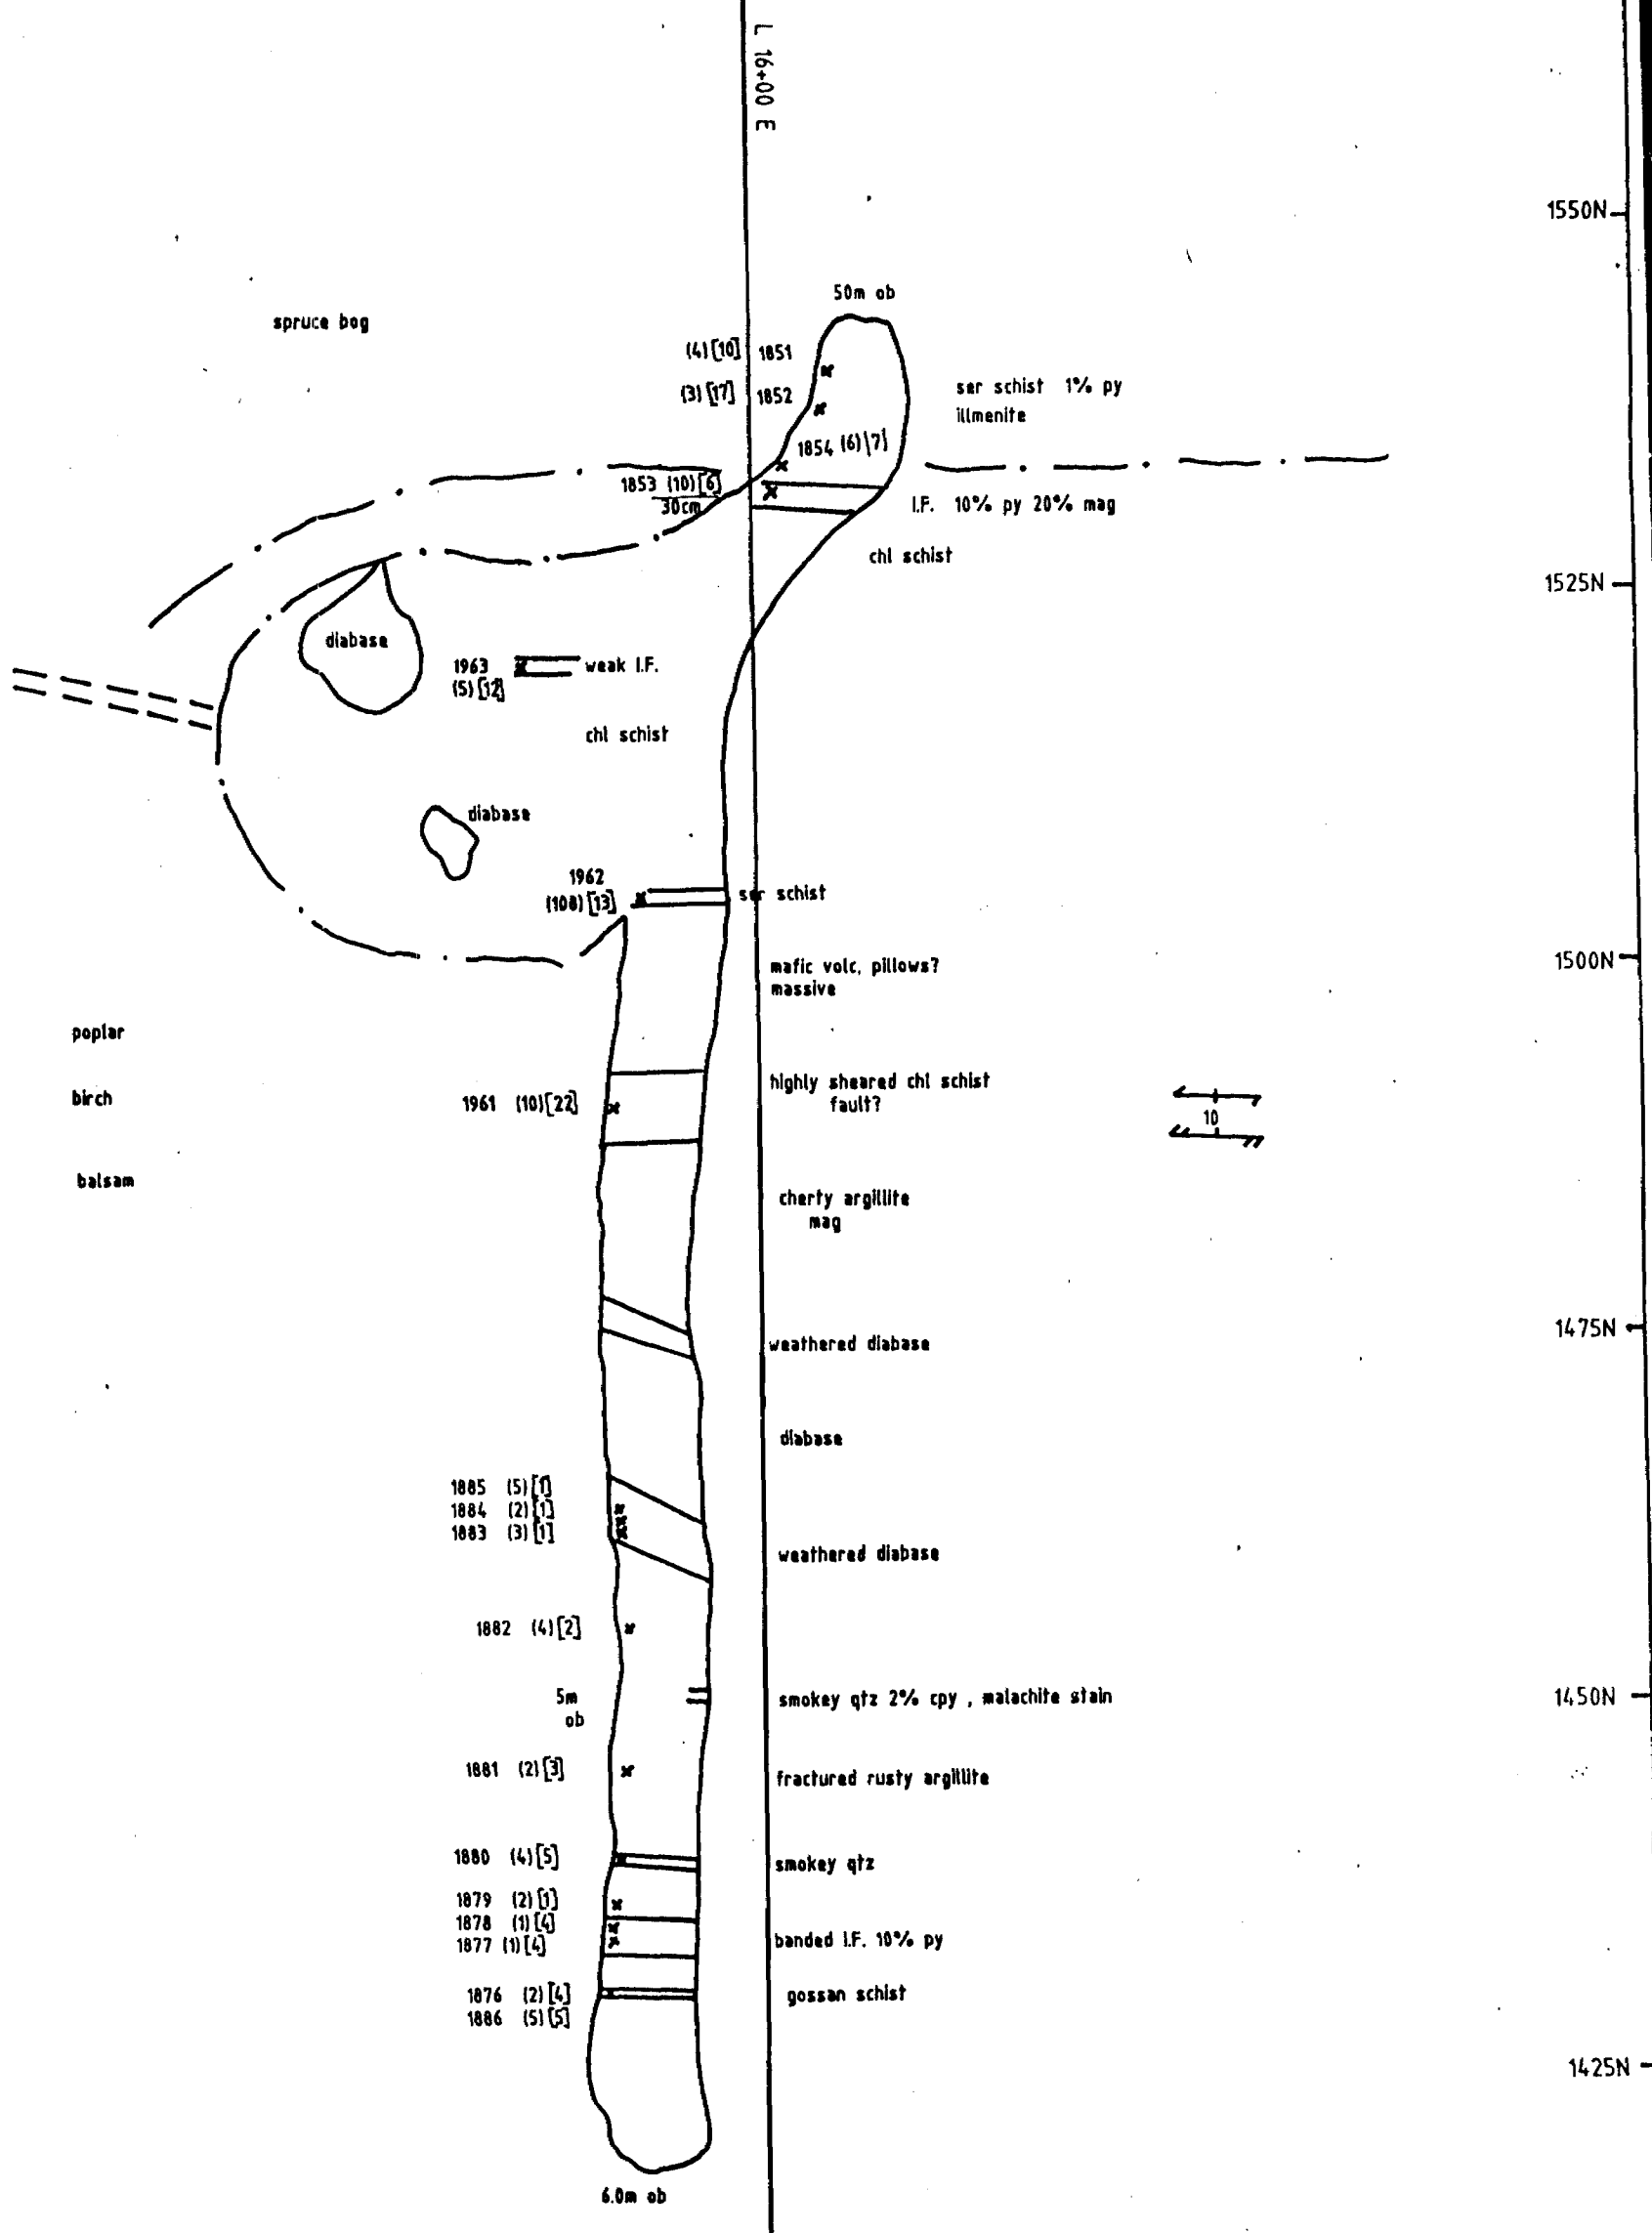 L 16+00 E
1550N
50m ob
spruce bog
(4) [10] 1851
(3) [17] 1852
ser schist 1% py
illmenite
1854 (6) [7]
1853 (10) [6]
30cm
I.F. 10% py 20% mag
chl schist
1525N
diabase
1963
(5) [12]
weak I.F.
chl schist
diabase
1962
(108) [13]
ser schist
1500N
mafic volc, pillows?
massive
poplar
birch
balsam
highly sheared chl schist
fault?
1961 (10) [22]
10
cherty argillite
mag
1475N
weathered diabase
diabase
1885 (5) [1]
1884 (2) [1]
1883 (3) [1]
weathered diabase
1882 (4) [2]
5m
ob
smokey qtz 2% cpy , malachite stain
1450N
1881 (2) [3]
fractured rusty argillite
1880 (4) [5]
smokey qtz
1879 (2) [1]
1878 (1) [4]
1877 (1) [4]
banded I.F. 10% py
1876 (2) [4]
1886 (5) [5]
gossan schist
1425N
6.0m ob